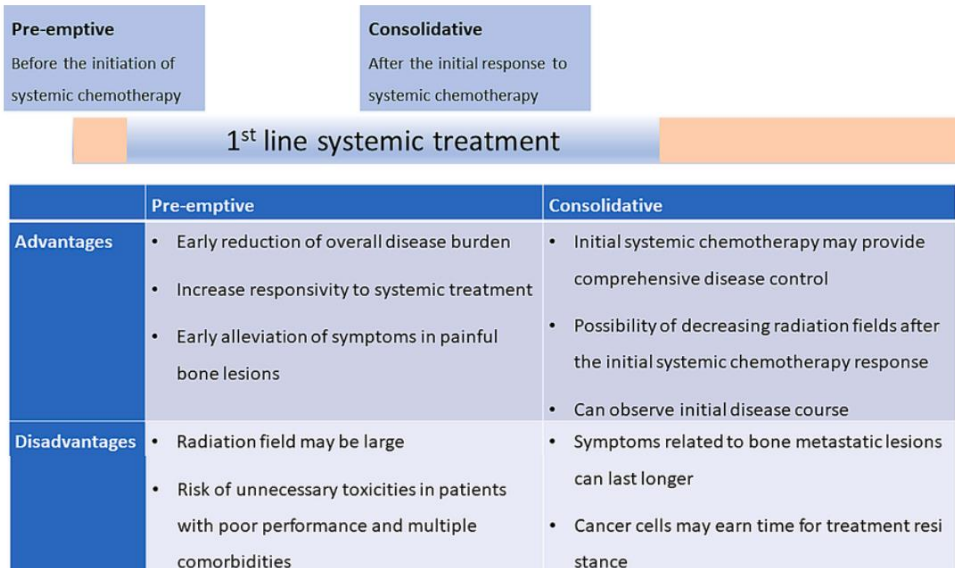 Pre-emptive
Before the initiation of
systemic chemotherapy
Consolidative
After the initial response to
systemic chemotherapy
1st line systemic treatment
Pre-emptive
Consolidative
Advantages
• Early reduction of overall disease burden
• Increase responsivity to systemic treatment
• Early alleviation of symptoms in painful
bone lesions
• Initial systemic chemotherapy may provide
comprehensive disease control
• Possibility of decreasing radiation fields after
the initial systemic chemotherapy response
• Can observe initial disease course
Disadvantages
• Radiation field may be large
• Risk of unnecessary toxicities in patients
with poor performance and multiple
comorbidities
• Symptoms related to bone metastatic lesions
can last longer
• Cancer cells may earn time for treatment resi
stance